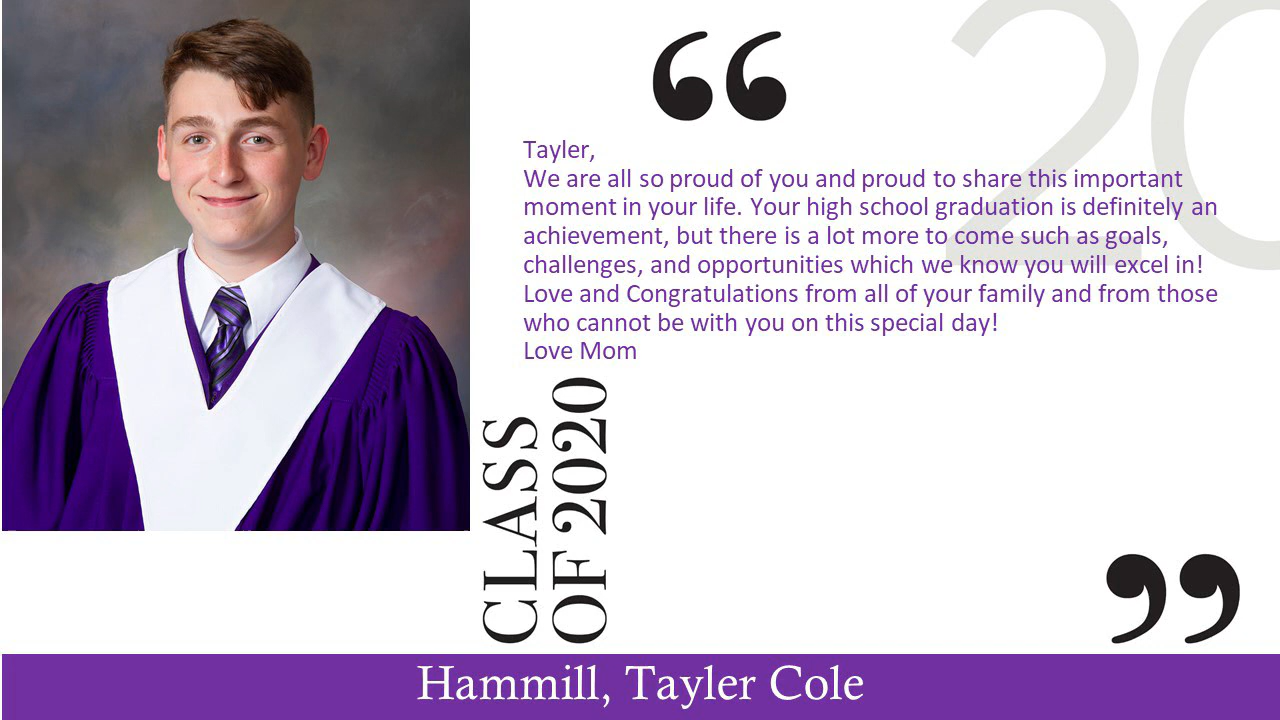 20
“
Tayler,
We are all so proud of you and proud to share this important
moment in your life. Your high school graduation is definitely an
achievement, but there is a lot more to come such as goals,
challenges, and opportunities which we know you will excel in!
Love and Congratulations from all of your family and from those
who cannot be with you on this special day!
Love Mom
CLASS
OF 2020
”
Hammill, Tayler Cole